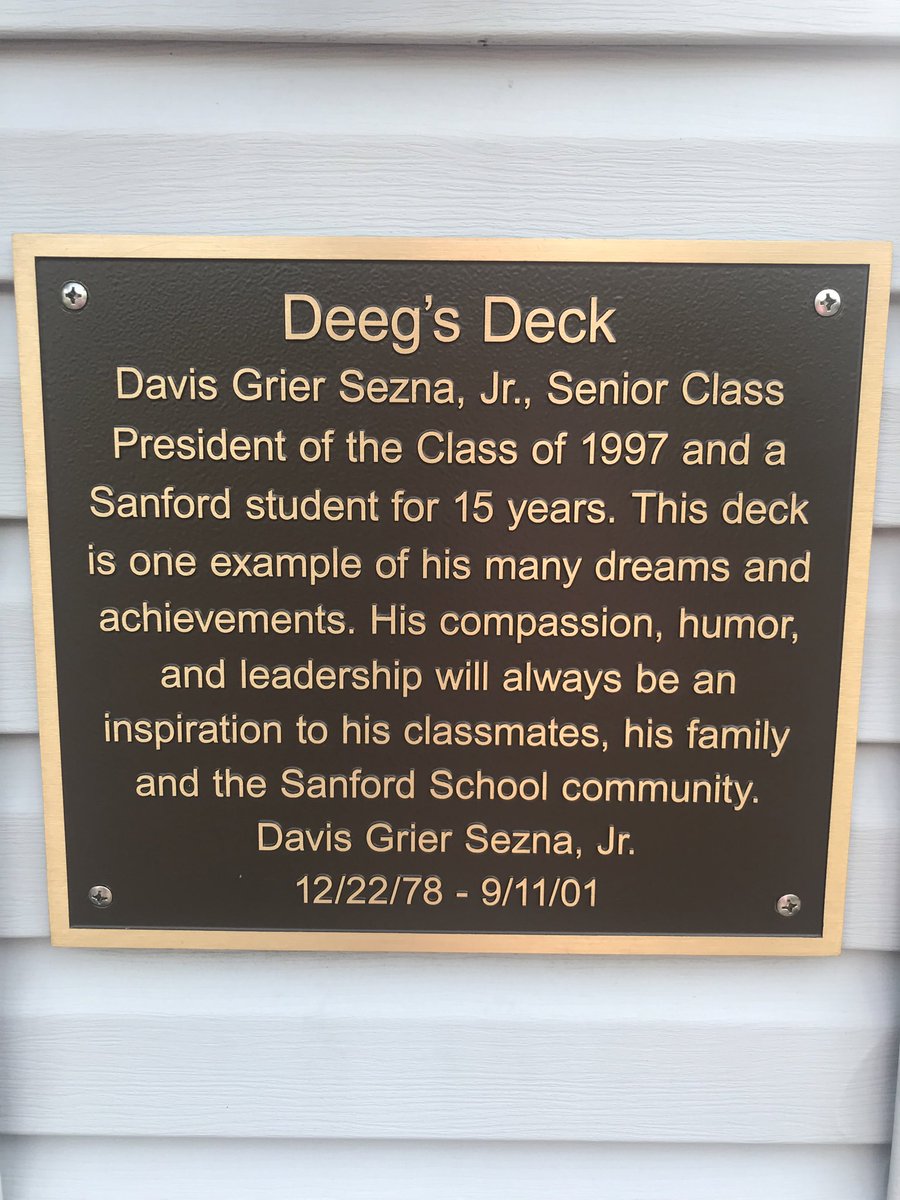 Deeg's Deck
Davis Grier Sezna, Jr., Senior Class
President of the Class of 1997 and a
Sanford student for 15 years. This deck
is one example of his many dreams and
achievements. His compassion, humor,
and leadership will always be an
inspiration to his classmates, his family
and the Sanford School community.
Davis Grier Sezna, Jr.
12/22/78 - 9/11/01